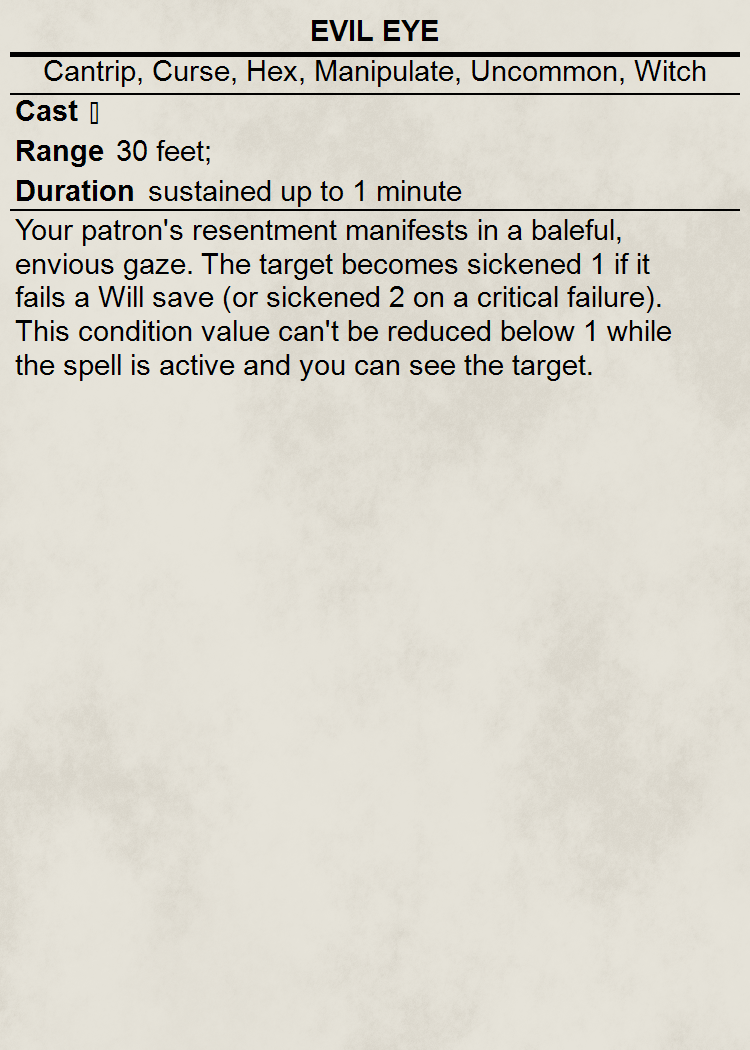 EVIL EYE
Cantrip, Curse, Hex, Manipulate, Uncommon, Witch
Cast ▯
Range 30 feet;
Duration sustained up to 1 minute
Your patron's resentment manifests in a baleful,
envious gaze. The target becomes sickened 1 if it
fails a Will save (or sickened 2 on a critical failure).
This condition value can't be reduced below 1 while
the spell is active and you can see the target.